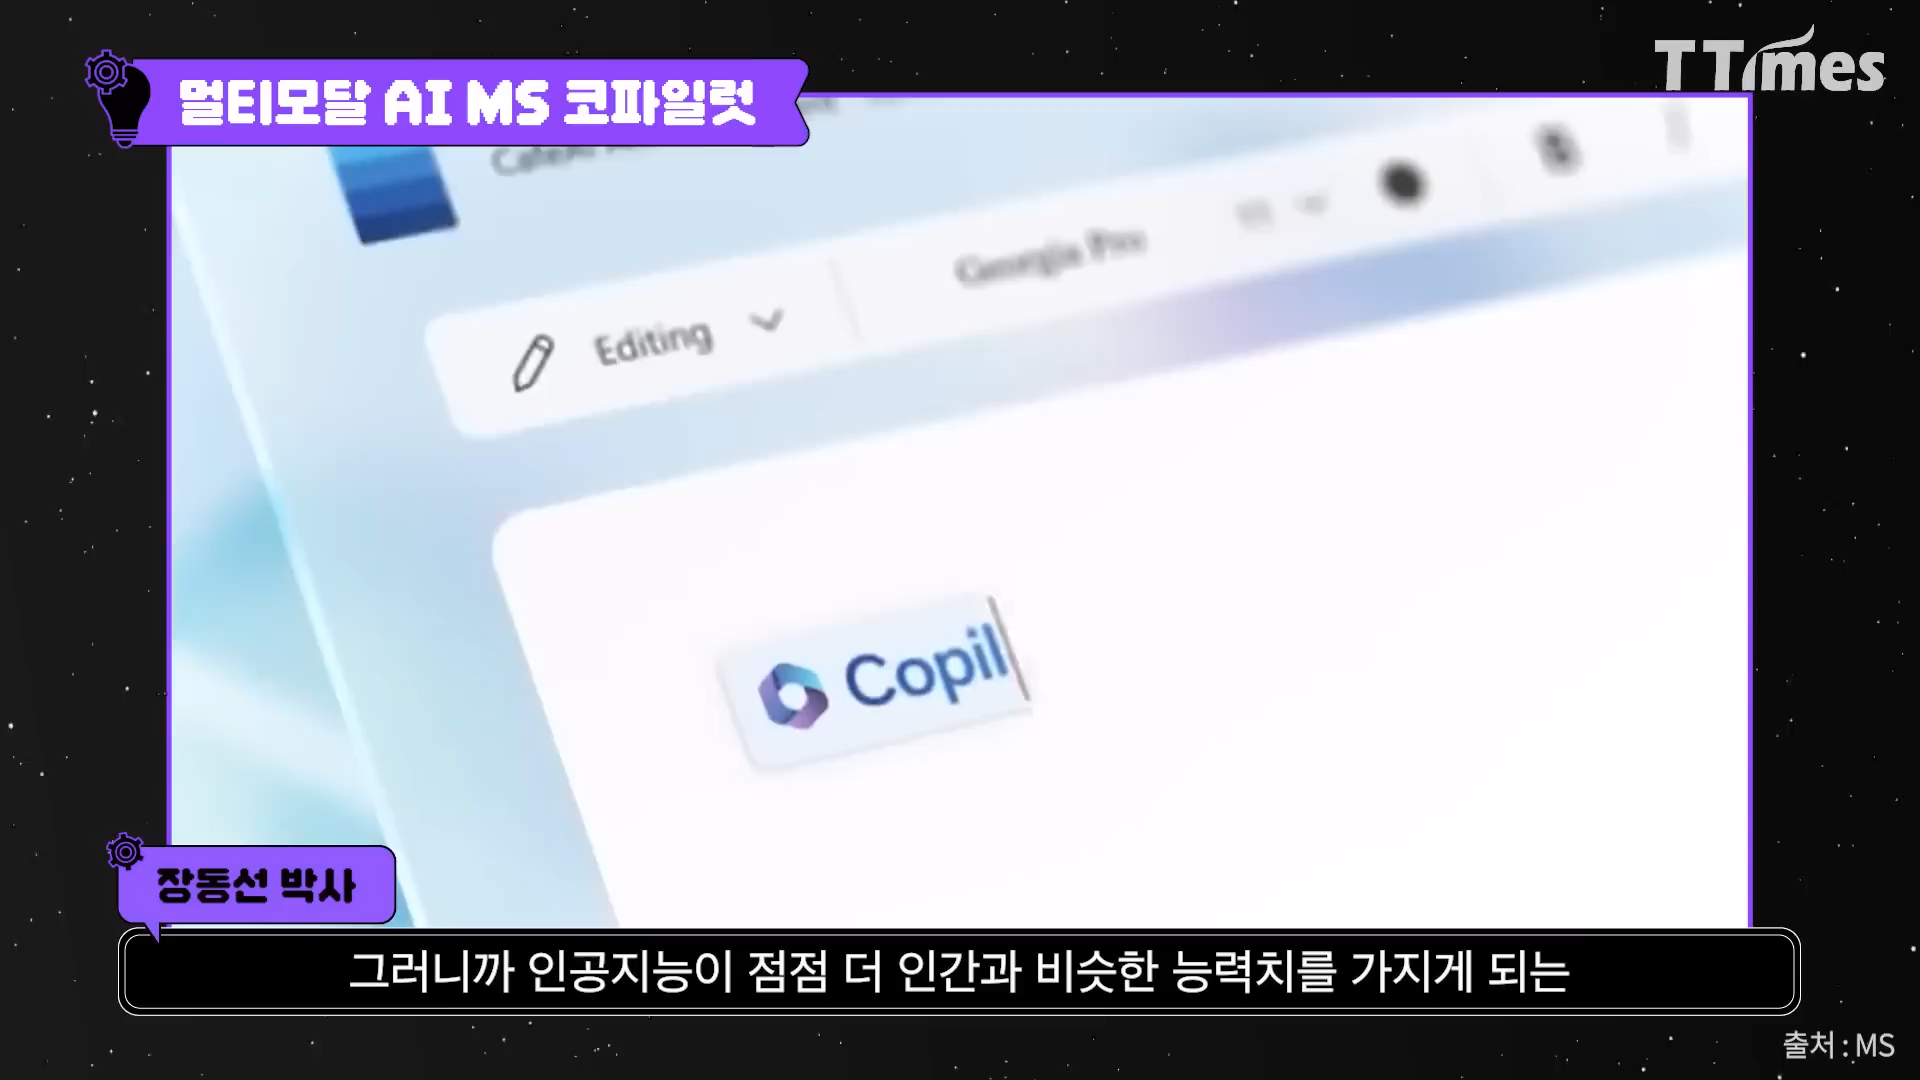 멀티모달 AI MS 코파일럿
TTimes
Editing
Georgia Pro
Copil
장동선 박사
그러니까 인공지능이 점점 더 인간과 비슷한 능력치를 가지게 되는
출처 : MS